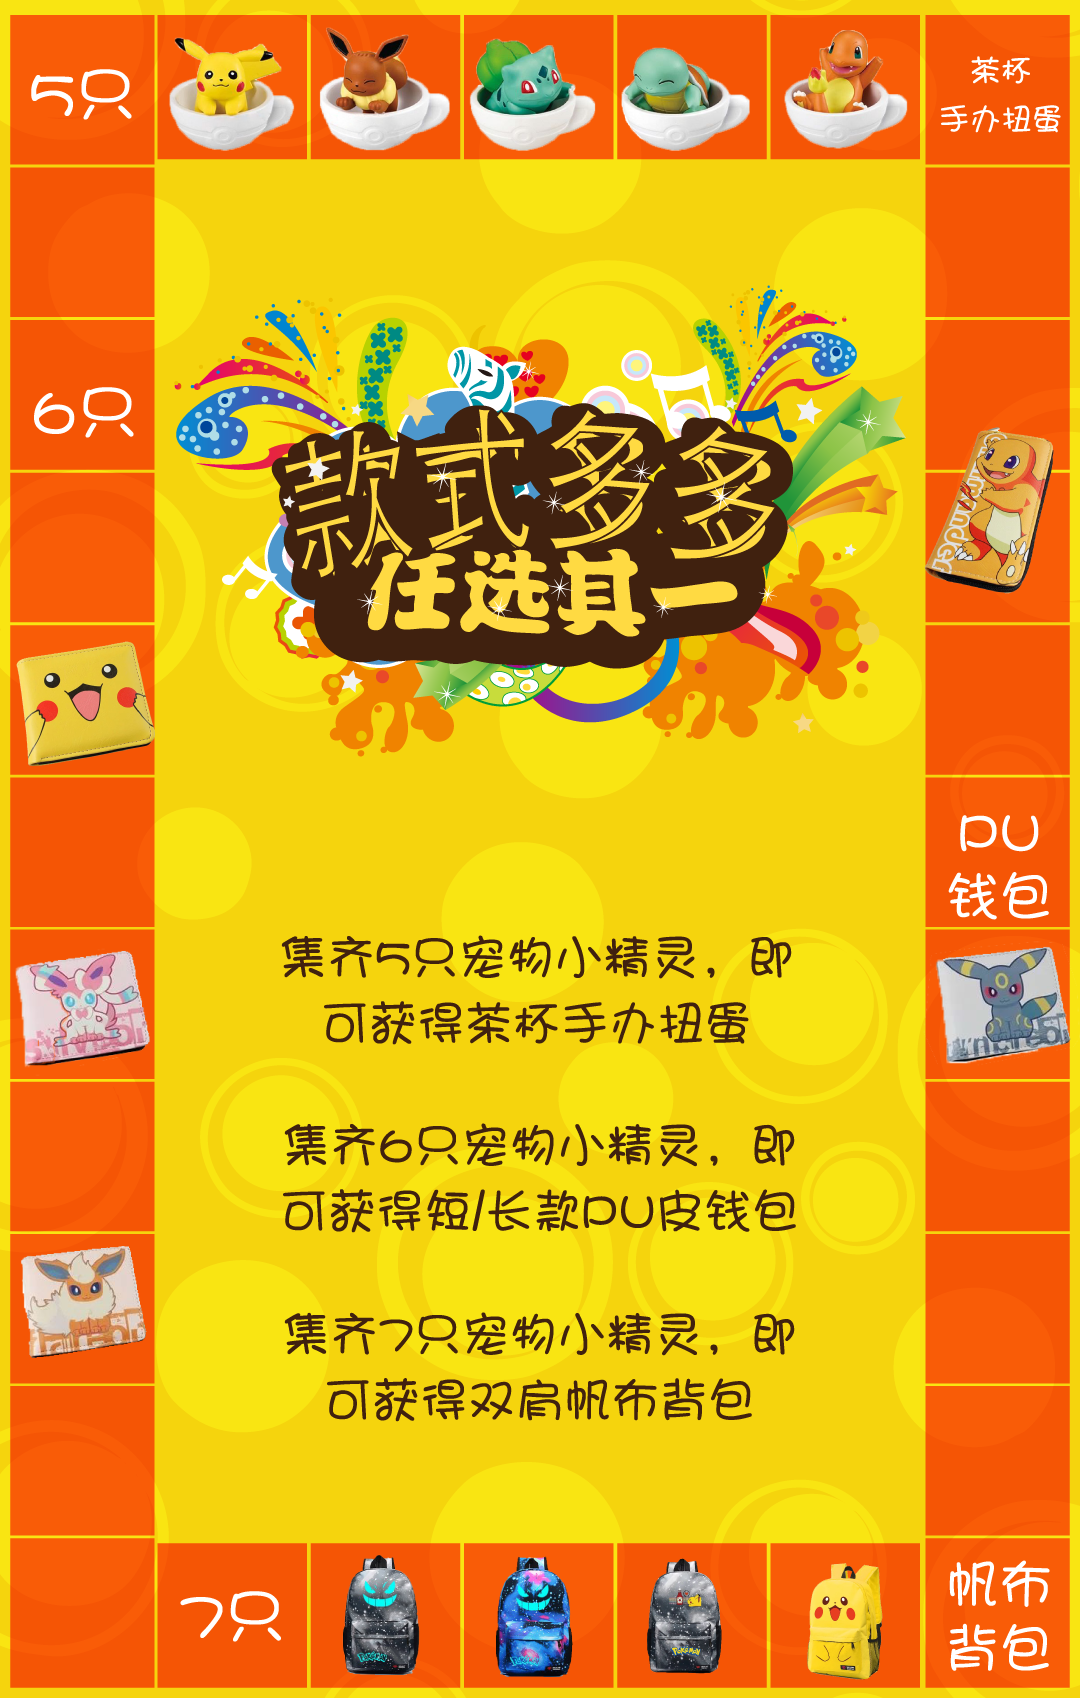 5只
茶杯
手办扭蛋
6只
款式多多
任选其一
PU
钱包
集齐5只宠物小精灵，即
可获得茶杯手办扭蛋
集齐6只宠物小精灵，即
可获得短/长款PU皮钱包
集齐7只宠物小精灵，即
可获得双肩帆布背包
7只
帆布
背包